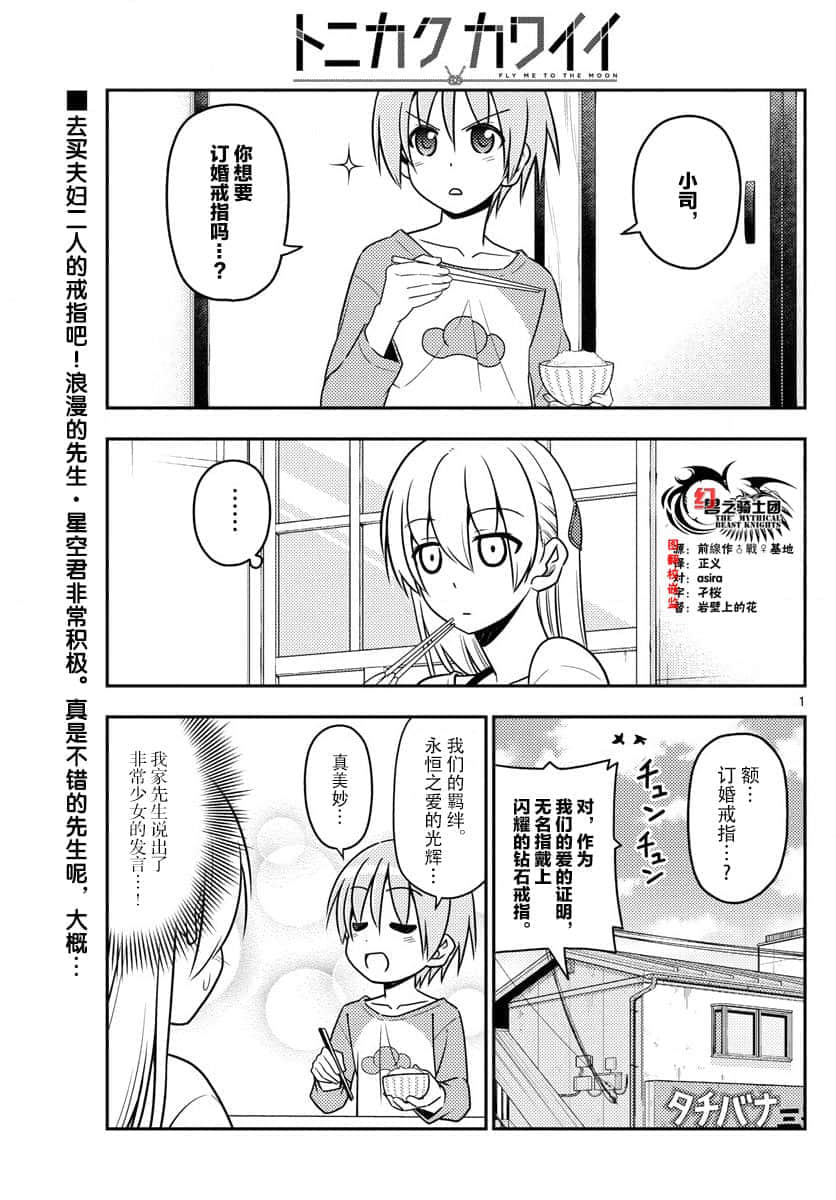 トニカクカワイイ
FLY ME TO THE MOON
■去买夫妇二人的戒指吧！浪漫的先生・星空君非常积极。真是不错的先生呢，大概…
小司，
你想要
订婚戒指吗…？
……
幻兽之骑士团
THE MYTHICAL
BEAST KNIGHTS
图源：前線作♂戰♀基地
翻译：正义
校对：asira
嵌字：孑桜
监督：岩壁上的花
1
额…
订婚戒指…?
チュン
チュン
对，作为
我们的爱的证明，
无名指戴上
闪耀的钻石戒指。
タチバナ三
我们的羁绊。
永恒之爱的光辉…
真美妙…
我家先生说出了
非常少女的发言…！